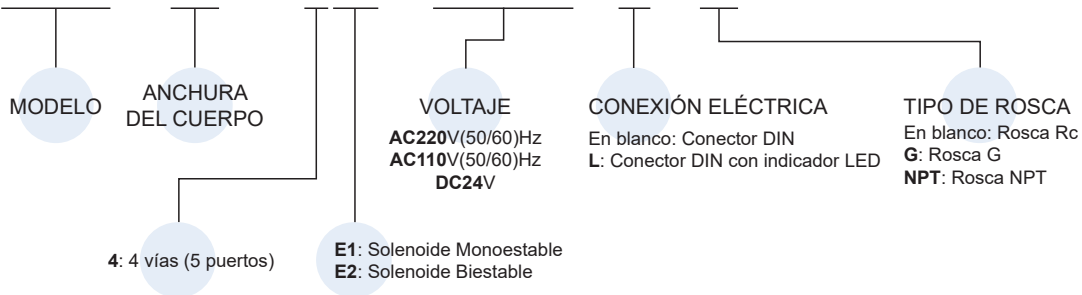 MODELO
ANCHURA
DEL CUERPO
VOLTAJE
AC220V(50/60)Hz
AC110V(50/60)Hz
DC24V
CONEXIÓN ELÉCTRICA
En blanco: Conector DIN
L: Conector DIN con indicador LED
TIPO DE ROSCA
En blanco: Rosca Rc
G: Rosca G
NPT: Rosca NPT
4: 4 vías (5 puertos)
E1: Solenoide Monoestable
E2: Solenoide Biestable